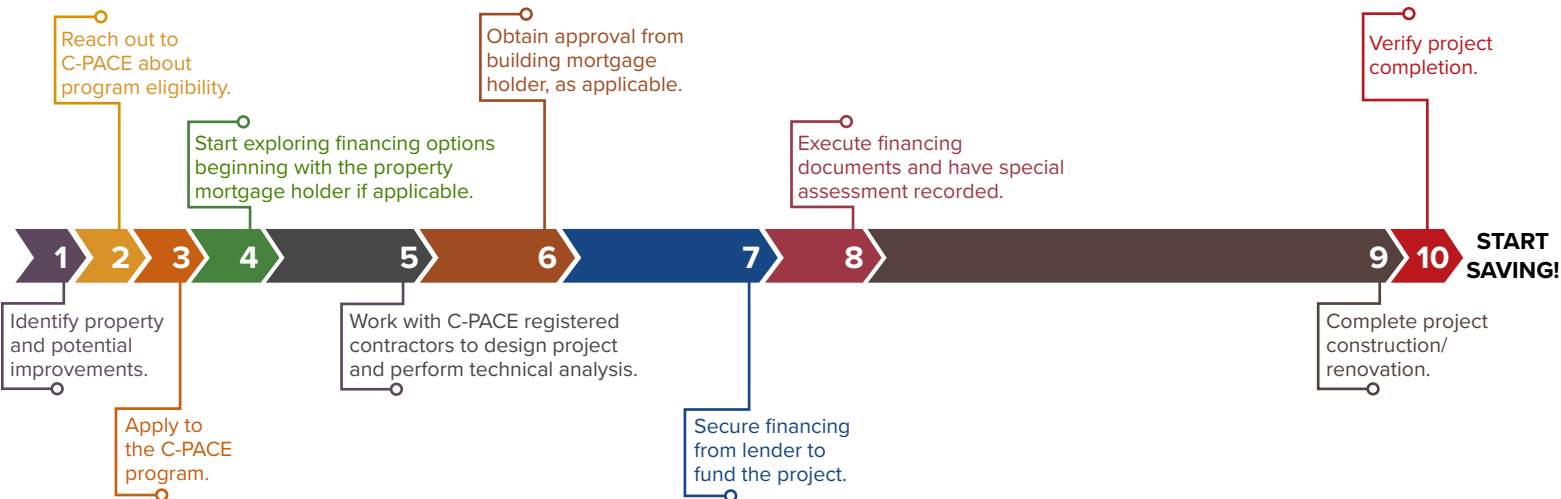 Reach out to
C-PACE about
program eligibility.
Obtain approval from
building mortgage
holder, as applicable.
Verify project
completion.
Start exploring financing options
beginning with the property
mortgage holder if applicable.
Execute financing
documents and have special
assessment recorded.
1 2 3 4 5 6 7 8 9 10
START
SAVING!
Identify property
and potential
improvements.
Work with C-PACE registered
contractors to design project
and perform technical analysis.
Complete project
construction/
renovation.
Apply to
the C-PACE
program.
Secure financing
from lender to
fund the project.